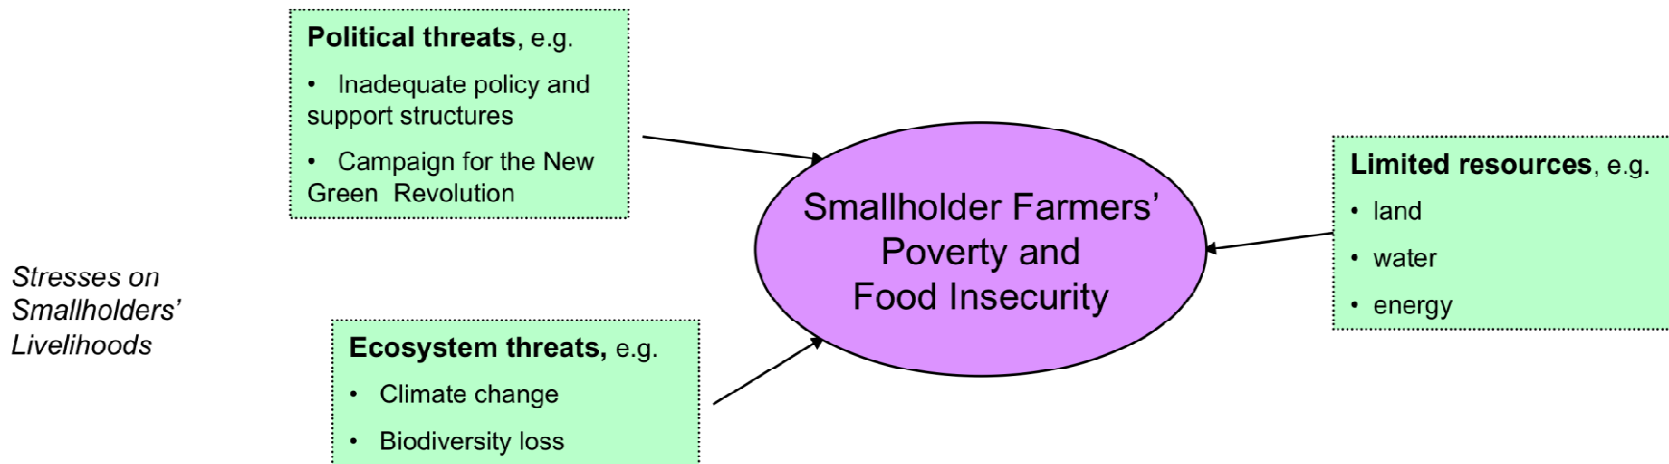 Political threats, e.g.
• Inadequate policy and
support structures
• Campaign for the New
Green Revolution
Smallholder Farmers’
Poverty and
Food Insecurity
Limited resources, e.g.
• land
• water
• energy
Stresses on
Smallholders’
Livelihoods
Ecosystem threats, e.g.
• Climate change
• Biodiversity loss